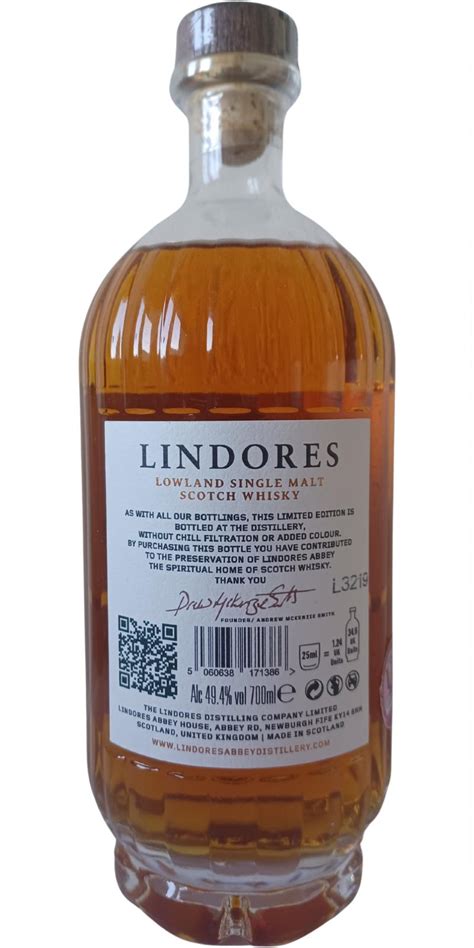 LINDORES
LOWLAND SINGLE MALT
SCOTCH WHISKY
AS WITH ALL OUR BOTTLINGS, THIS LIMITED EDITION IS
BOTTLED AT THE DISTILLERY,
WITHOUT CHILL FILTRATION OR ADDED COLOUR.
BY PURCHASING THIS BOTTLE YOU HAVE CONTRIBUTED
TO THE PRESERVATION OF LINDORES ABBEY
THE SPIRITUAL HOME OF SCOTCH WHISKY.
THANK YOU
L3219
FOUNDER/ ANDREW MCKENZIE SMITH
25ml = 1.24 UK Units
34.6 UK Units
5 060638 171386 >
Alc 49.4% vol 700ml e
THE LINDORES DISTILLING COMPANY LIMITED
LINDORES ABBEY HOUSE, ABBEY RD, NEWBURGH FIFE KY14 6HH
SCOTLAND, UNITED KINGDOM | MADE IN SCOTLAND
WWW.LINDORESABBEYDISTILLERY.COM